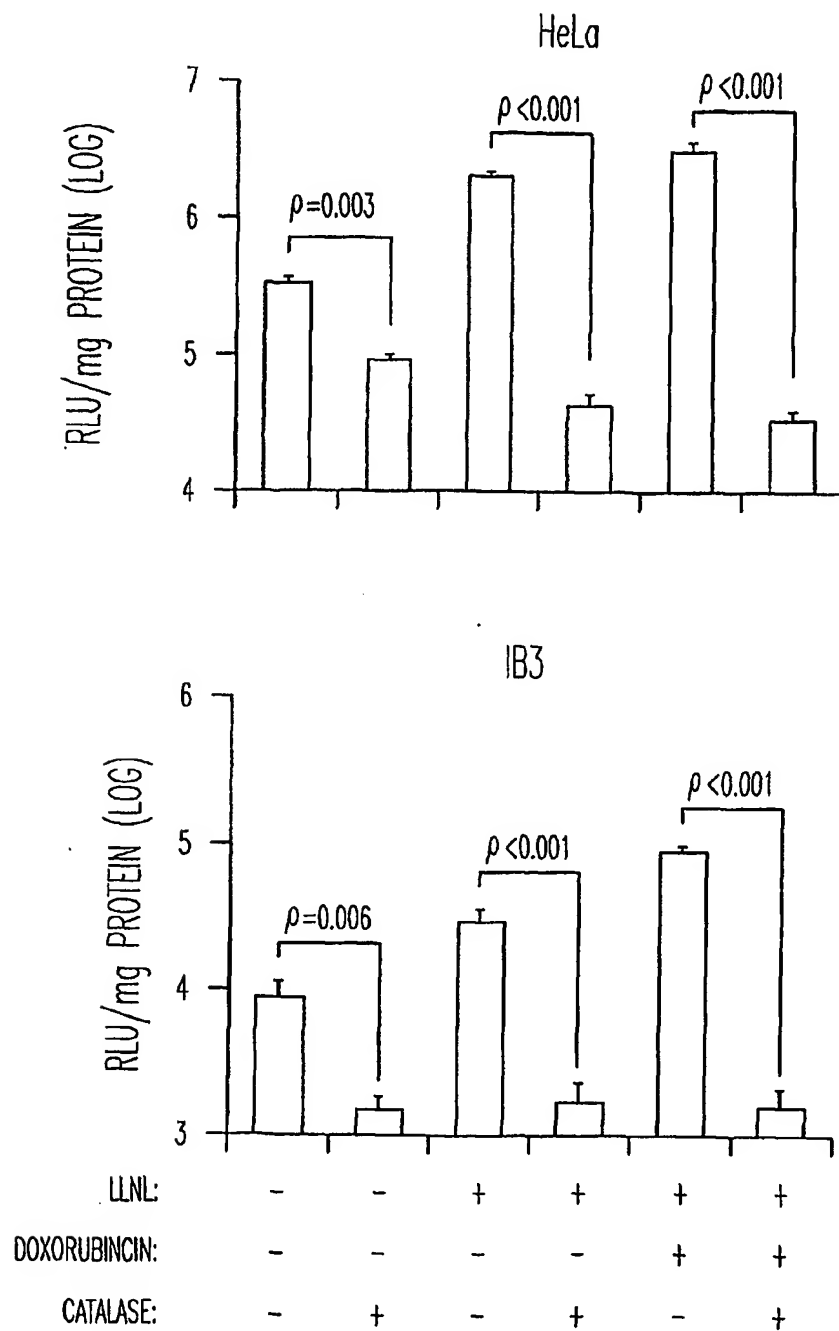 HeLa
RLU/mg PROTEIN (LOG)
7
6
5
4
ρ=0.003
ρ<0.001
ρ<0.001
IB3
RLU/mg PROTEIN (LOG)
6
5
4
3
ρ=0.006
ρ<0.001
ρ<0.001
LLNL: - - + + + +
DOXORUBINCIN: - - - - + +
CATALASE: - + - + - +